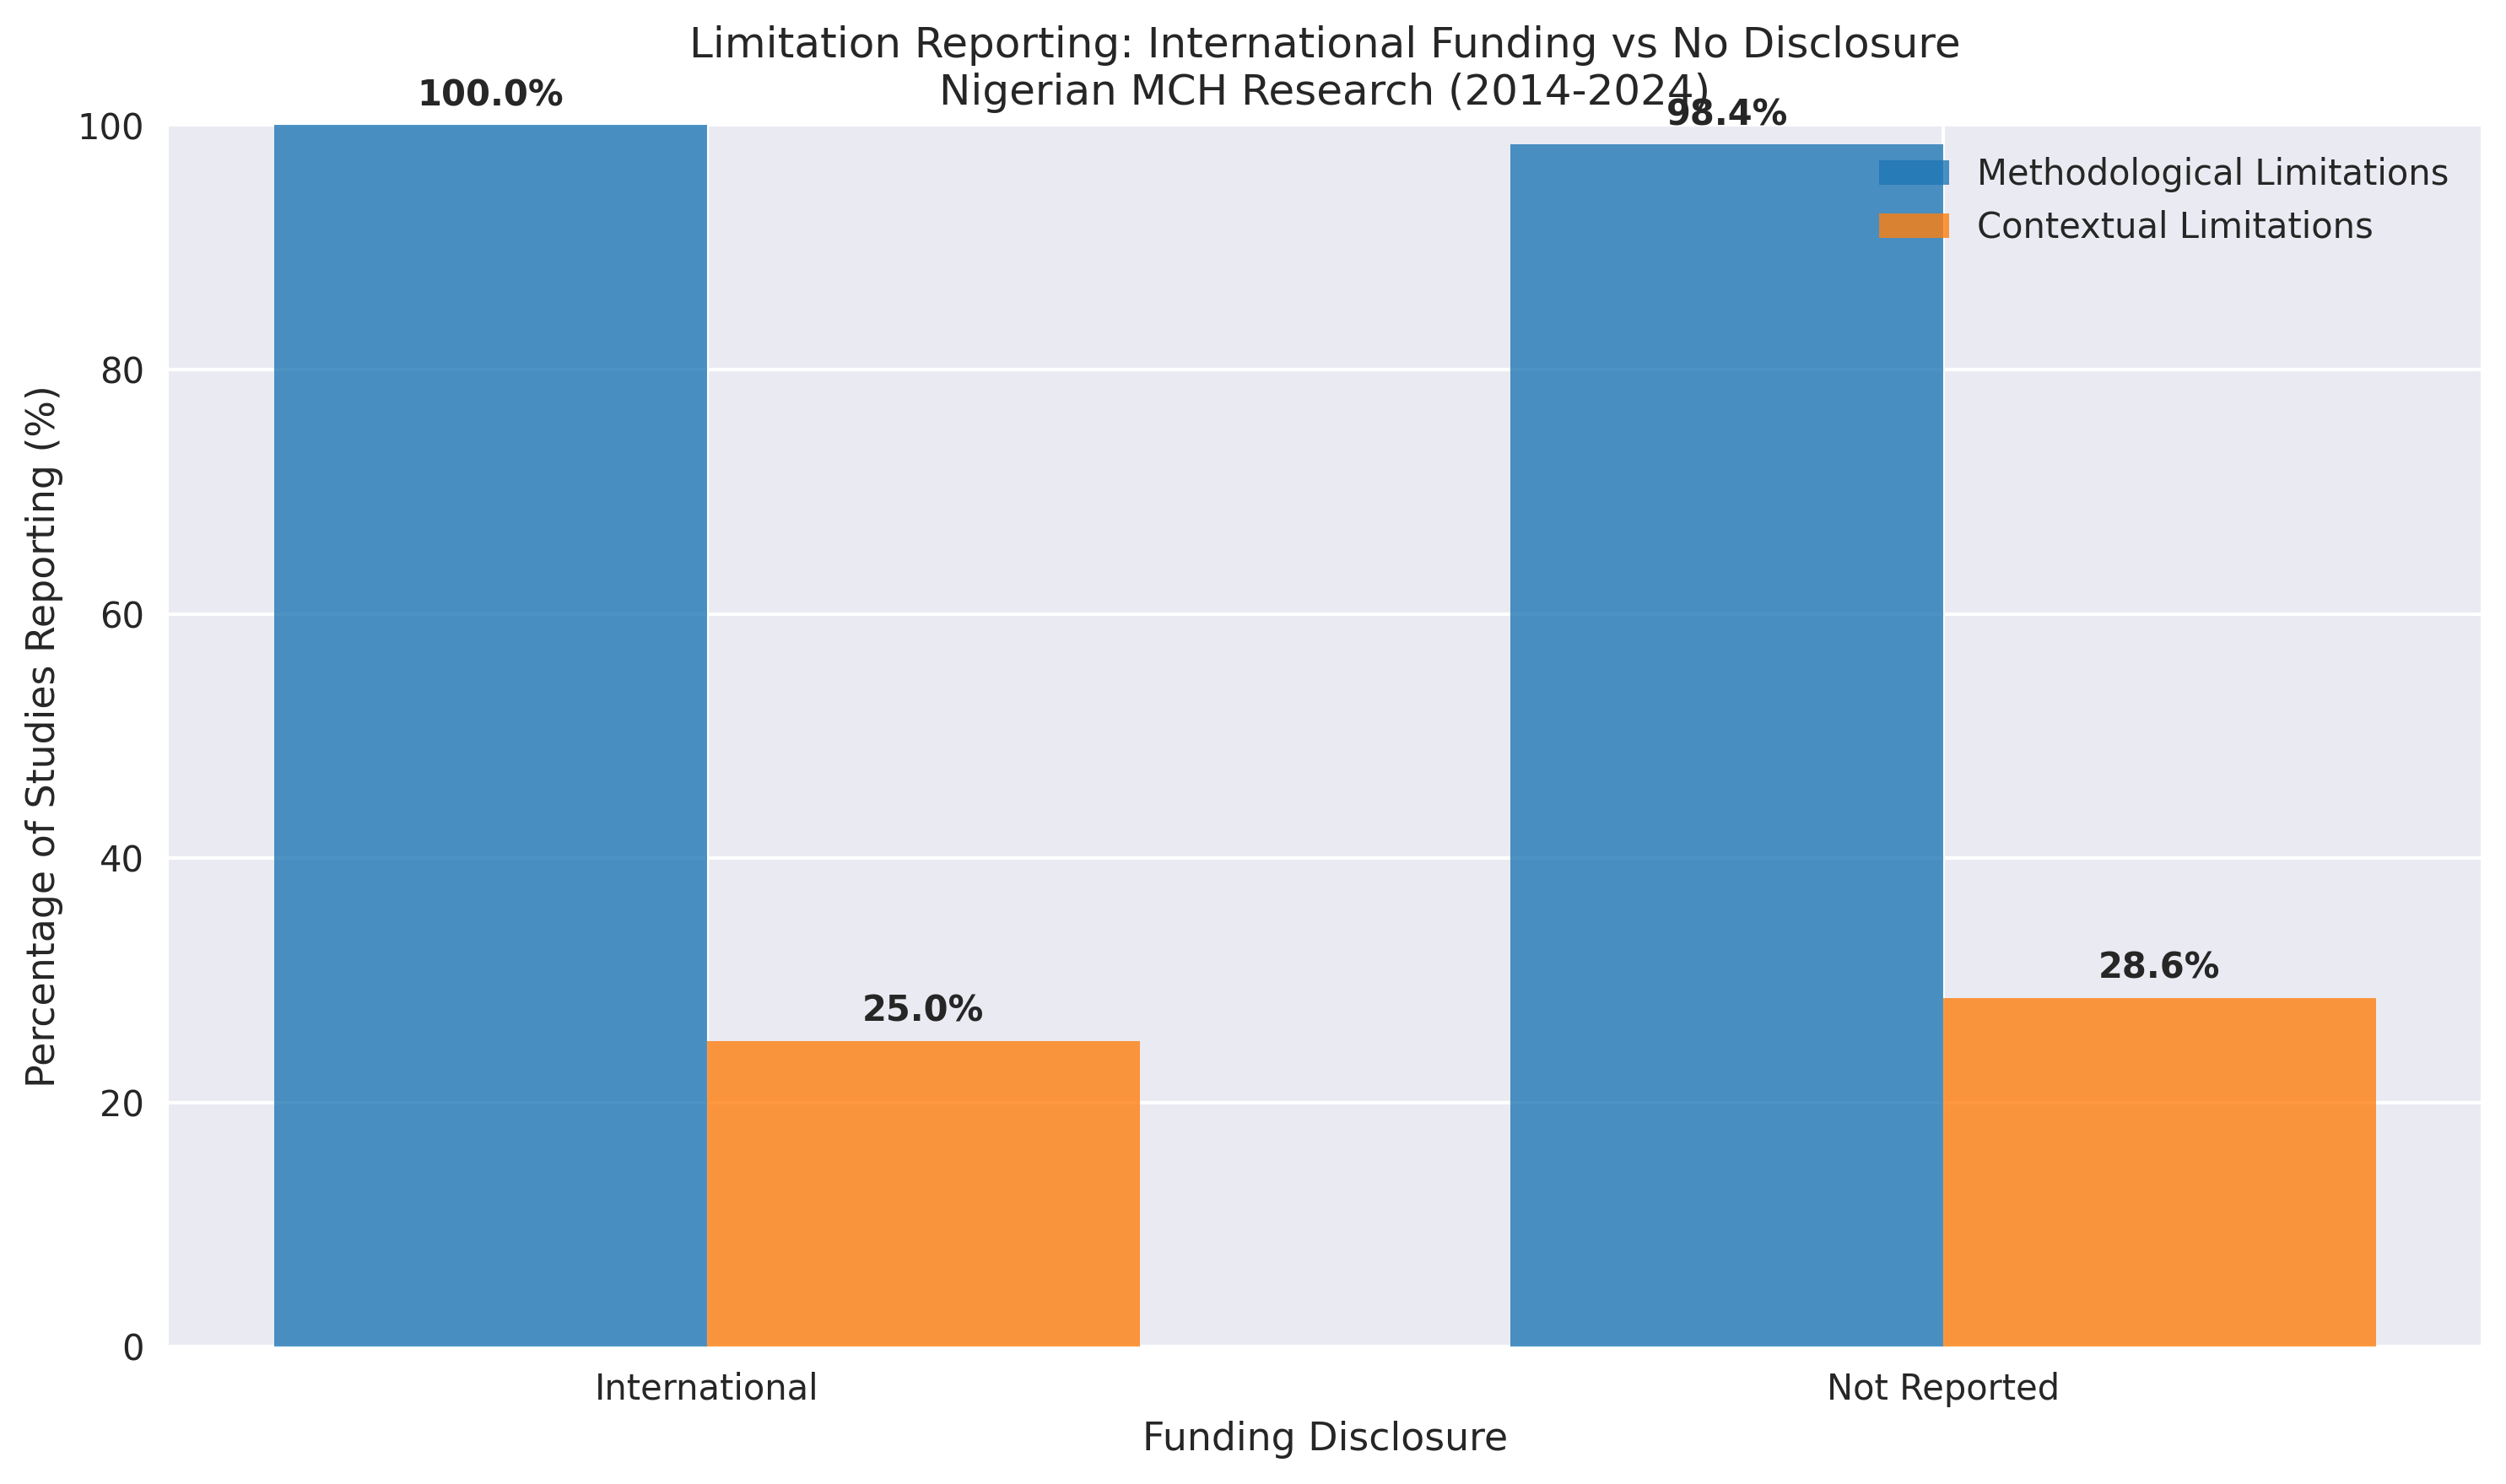 Limitation Reporting: International Funding vs No Disclosure
Nigerian MCH Research (2014-2024)
100.0%
98.4%
Methodological Limitations
Contextual Limitations
Percentage of Studies Reporting (%)
100
80
60
40
20
0
25.0%
28.6%
International
Not Reported
Funding Disclosure